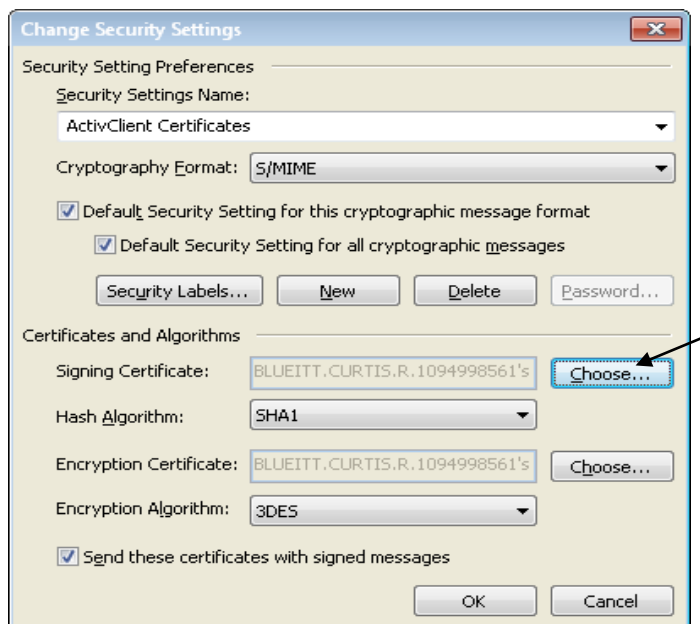 Change Security Settings
Security Setting Preferences
Security Settings Name:
ActivClient Certificates
Cryptography Format: S/MIME
Default Security Setting for this cryptographic message format
Default Security Setting for all cryptographic messages
Security Labels... New Delete Password...
Certificates and Algorithms
Signing Certificate: BLUEITT.CURTIS.R.1094998561's Choose...
Hash Algorithm: SHA1
Encryption Certificate: BLUEITT.CURTIS.R.1094998561's Choose...
Encryption Algorithm: 3DES
Send these certificates with signed messages
OK Cancel